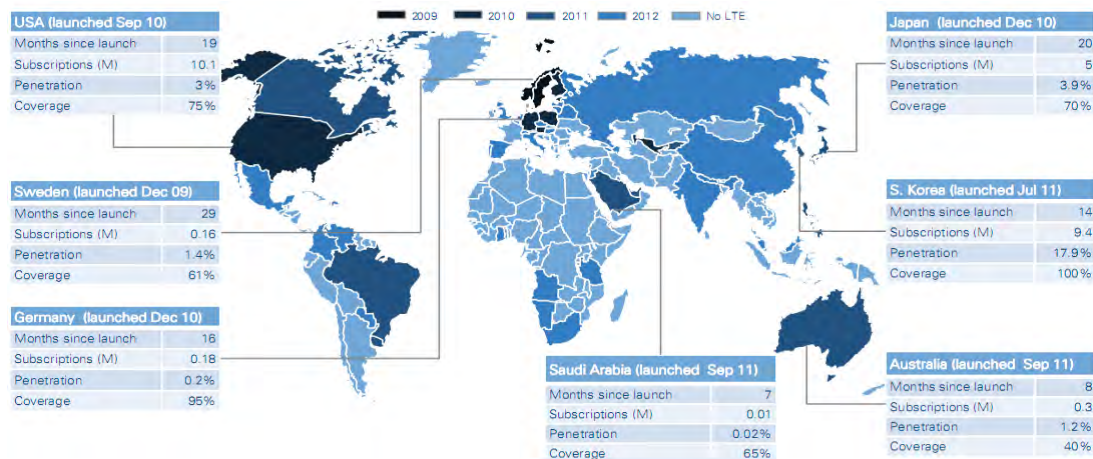 2009 2010 2011 2012 No LTE
USA (launched Sep 10)
Months since launch 19
Subscriptions (M) 10.1
Penetration 3%
Coverage 75%
Sweden (launched Dec 09)
Months since launch 29
Subscriptions (M) 0.16
Penetration 1.4%
Coverage 61%
Germany (launched Dec 10)
Months since launch 16
Subscriptions (M) 0.18
Penetration 0.2%
Coverage 95%
Saudi Arabia (launched Sep 11)
Months since launch 7
Subscriptions (M) 0.01
Penetration 0.02%
Coverage 65%
Japan (launched Dec 10)
Months since launch 20
Subscriptions (M) 5
Penetration 3.9%
Coverage 70%
S. Korea (launched Jul 11)
Months since launch 14
Subscriptions (M) 9.4
Penetration 17.9%
Coverage 100%
Australia (launched Sep 11)
Months since launch 8
Subscriptions (M) 0.3
Penetration 1.2%
Coverage 40%